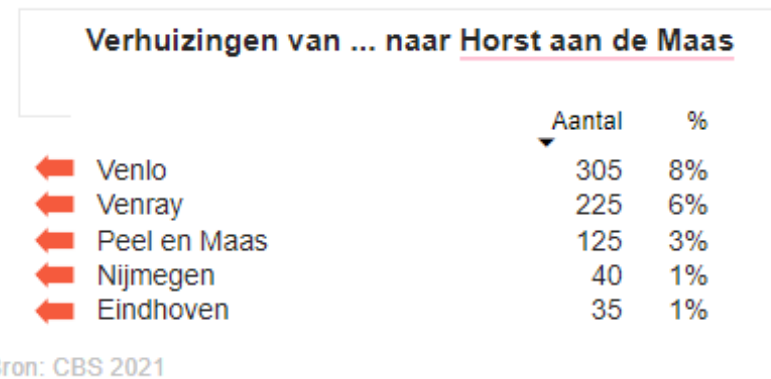 Verhuizingen van ... naar Horst aan de Maas
Aantal %
Venlo 305 8%
Venray 225 6%
Peel en Maas 125 3%
Nijmegen 40 1%
Eindhoven 35 1%
ron: CBS 2021